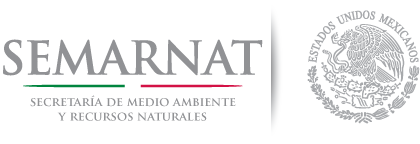 SEMARNAT
SECRETARÍA DE MEDIO AMBIENTE
Y RECURSOS NATURALES
ESTADOS UNIDOS MEXICANOS